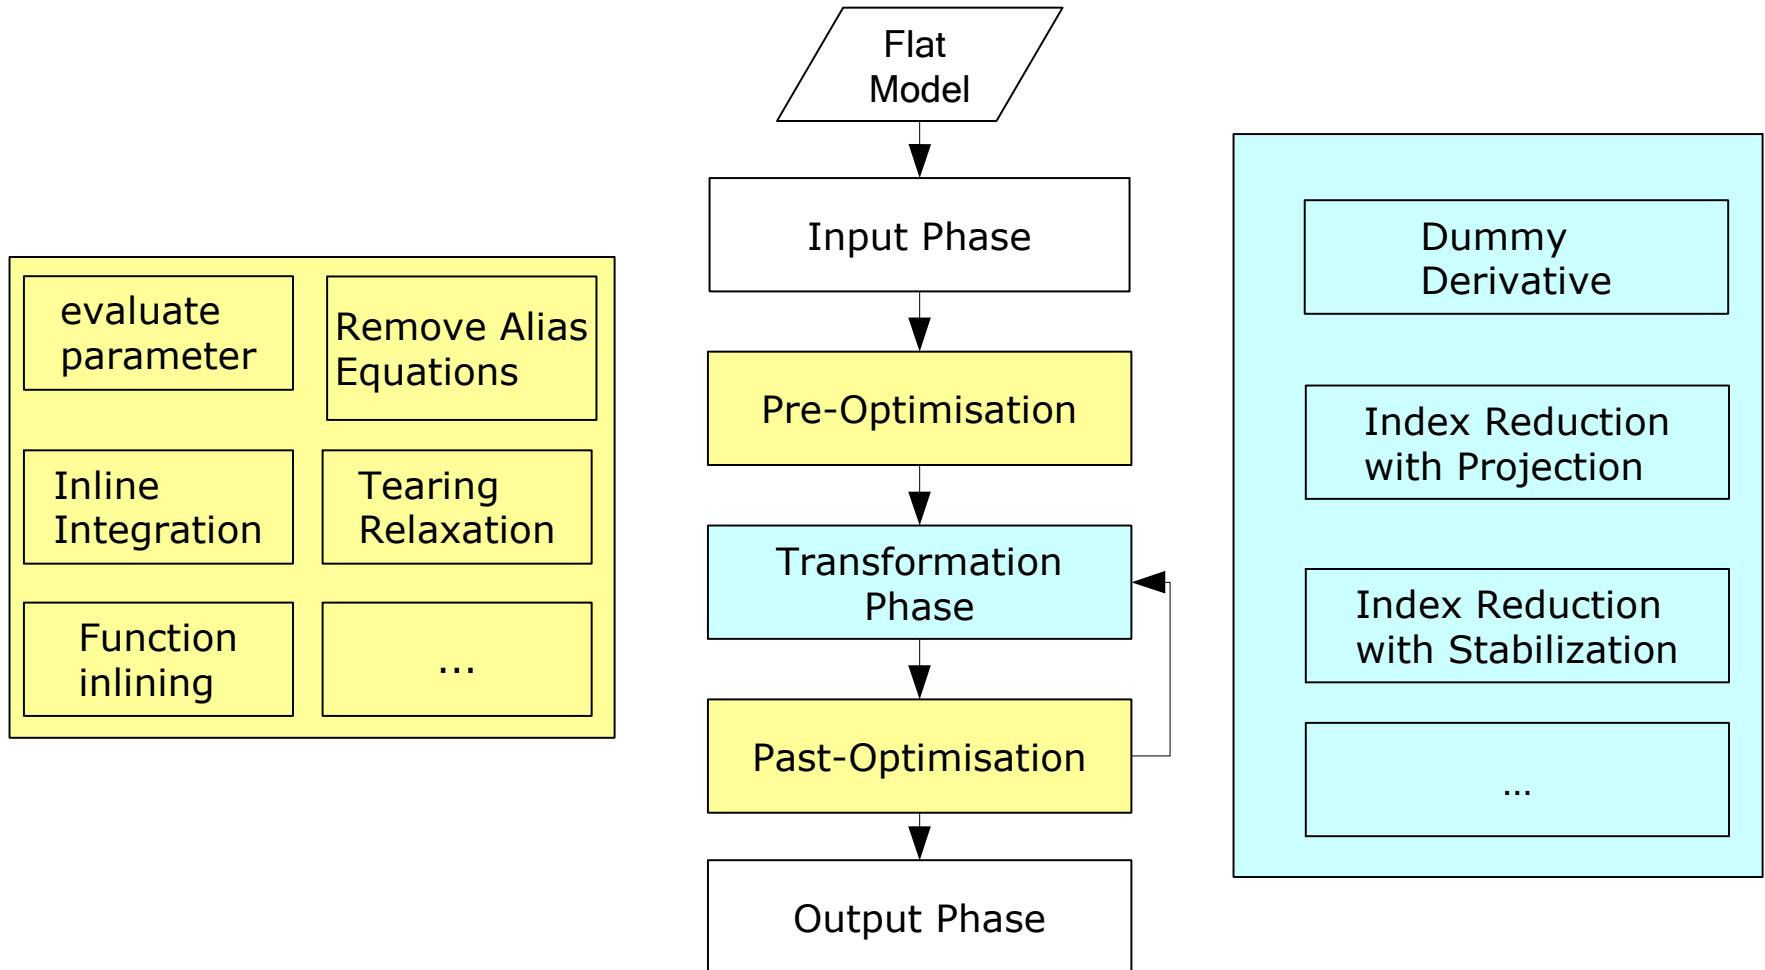 Flat
Model
Input Phase
Pre-Optimisation
Transformation
Phase
Past-Optimisation
Output Phase
evaluate
parameter
Remove Alias
Equations
Inline
Integration
Tearing
Relaxation
Function
inlining
...
Dummy
Derivative
Index Reduction
with Projection
Index Reduction
with Stabilization
...